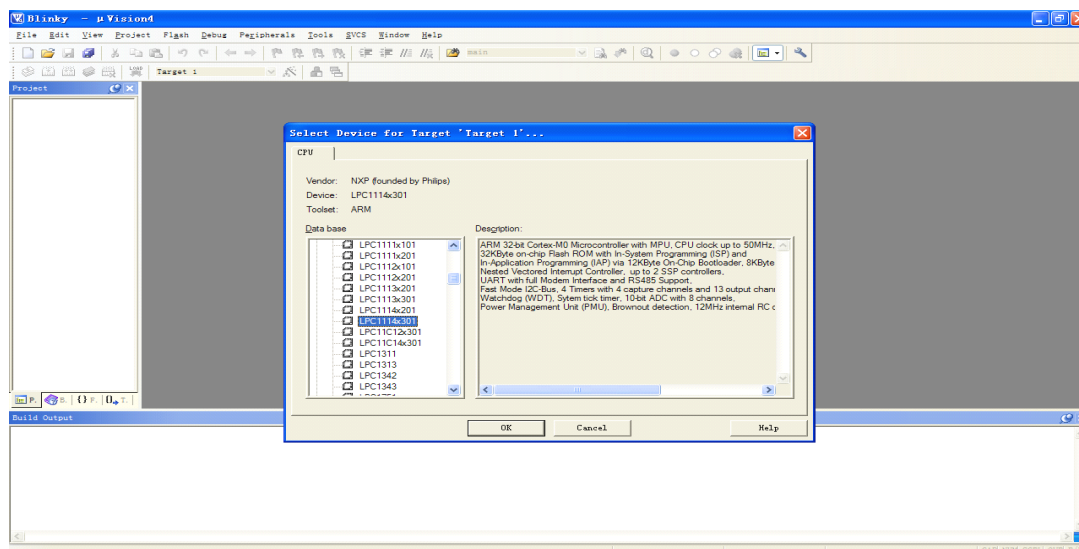 Blinky - µVision4
File Edit View Project Flash Debug Peripherals Tools SVCS Window Help
main
LOAD Target 1
Project
Select Device for Target 'Target 1'...
CPU
Vendor: NXP (founded by Philips)
Device: LPC1114x301
Toolset: ARM
Data base
Description:
LPC1111x101
LPC1111x201
LPC1112x101
LPC1112x201
LPC1113x201
LPC1113x301
LPC1114x201
LPC1114x301
LPC11C12x301
LPC11C14x301
LPC1311
LPC1313
LPC1342
LPC1343
ARM 32-bit Cortex-M0 Microcontroller with MPU, CPU clock up to 50MHz,
32KByte on-chip Flash ROM with In-System Programming (ISP) and
In-Application Programming (IAP) via 12KByte On-Chip Bootloader, 8KByte
Nested Vectored Interrupt Controller, up to 2 SSP controllers,
UART with full Modem Interface and RS485 Support,
Fast Mode I2C-Bus, 4 Timers with 4 capture channels and 13 output chan
Watchdog (WDT), Sytem tick timer, 10-bit ADC with 8 channels,
Power Management Unit (PMU), Brownout detection, 12MHz internal RC
OK Cancel Help
P. B. {} F. 0. T.
Build Output